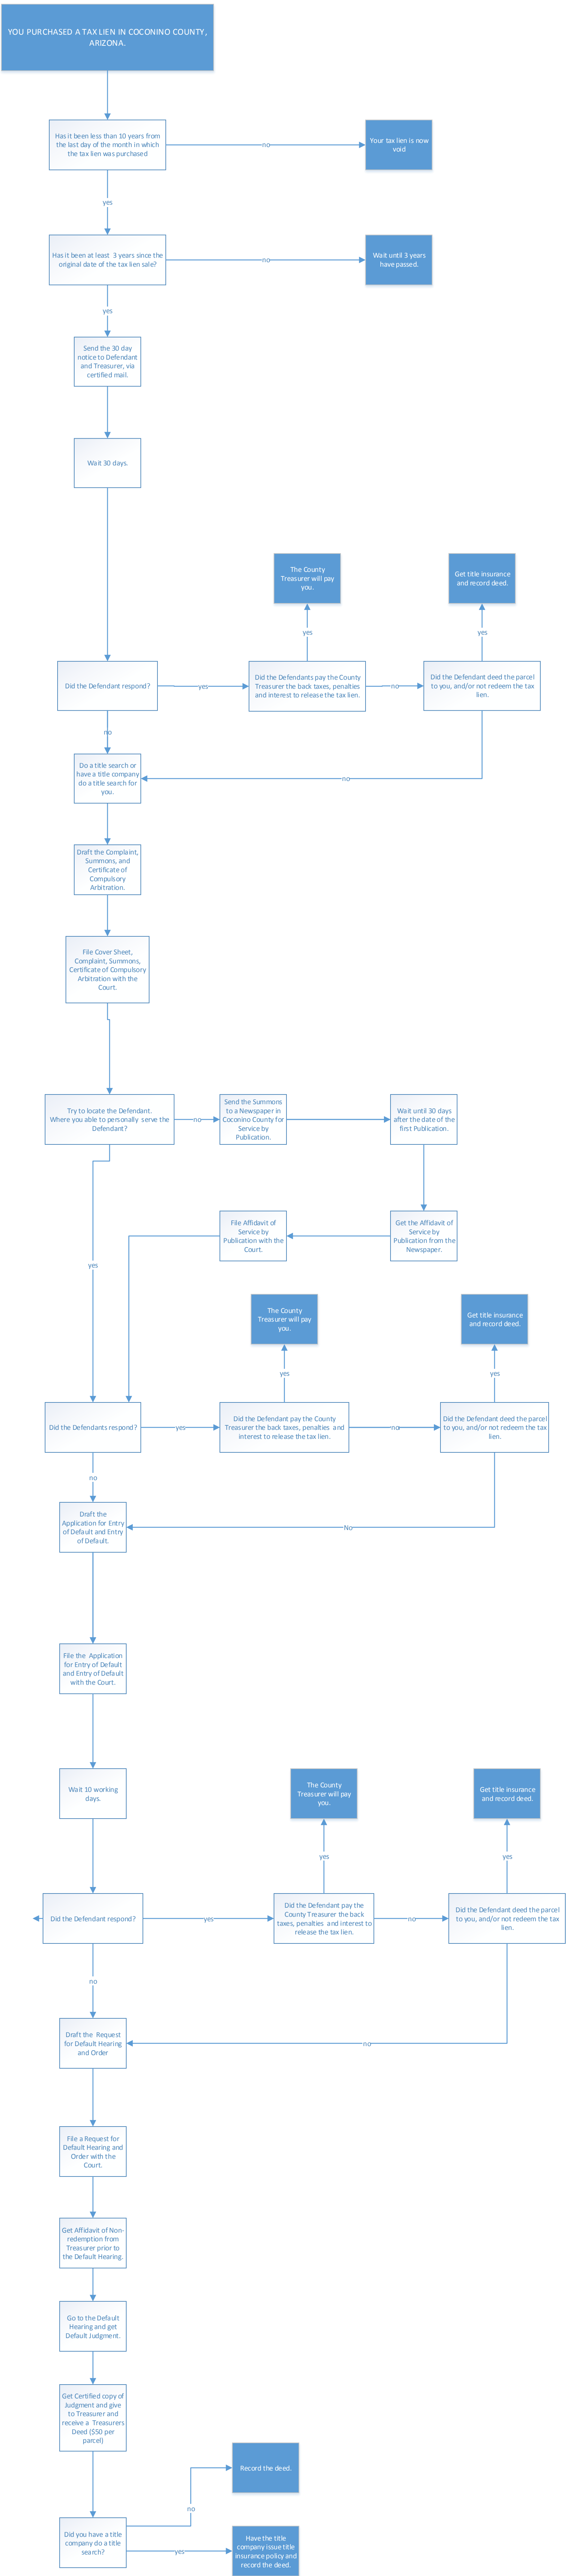 YOU PURCHASED A TAX LIEN IN COCONINO COUNTY,
ARIZONA.
Has it been less than 10 years from
the last day of the month in which
the tax lien was purchased
no
Your tax lien is now
void
yes
Has it been at least 3 years since the
original date of the tax lien sale?
no
Wait until 3 years
have passed.
yes
Send the 30 day
notice to Defendant
and Treasurer, via
certified mail.
Wait 30 days.
The County
Treasurer will pay
you.
Get title insurance
and record deed.
yes
yes
Did the Defendant respond?
yes
Did the Defendants pay the County
Treasurer the back taxes, penalties
and interest to release the tax lien.
no
Did the Defendant deed the parcel
to you, and/or not redeem the tax
lien.
no
Do a title search or
have a title company
do a title search for
you.
no
Draft the Complaint,
Summons, and
Certificate of
Compulsory
Arbitration.
File Cover Sheet,
Complaint, Summons,
Certificate of Compulsory
Arbitration with the
Court.
Try to locate the Defendant.
Where you able to personally serve the
Defendant?
no
Send the Summons
to a Newspaper in
Coconino County for
Service by
Publication.
Wait until 30 days
after the date of the
first Publication.
File Affidavit of
Service by
Publication with the
Court.
Get the Affidavit of
Service by
Publication from the
Newspaper.
yes
The County
Treasurer will pay
you.
Get title insurance
and record deed.
yes
yes
Did the Defendants respond?
yes
Did the Defendant pay the County
Treasurer the back taxes, penalties and
interest to release the tax lien.
no
Did the Defendant deed the parcel
to you, and/or not redeem the tax
lien.
no
Draft the
Application for Entry
of Default and Entry
of Default.
No
File the Application
for Entry of Default
and Entry of Default
with the Court.
Wait 10 working
days.
The County
Treasurer will pay
you.
Get title insurance
and record deed.
yes
yes
Did the Defendant respond?
yes
Did the Defendant pay the
County Treasurer the back
taxes, penalties and interest to
release the tax lien.
no
Did the Defendant deed the parcel
to you, and/or not redeem the tax
lien.
no
Draft the Request
for Default Hearing
and Order
no
File a Request for
Default Hearing and
Order with the
Court.
Get Affidavit of Non-
redemption from
Treasurer prior to
the Default Hearing.
Go to the Default
Hearing and get
Default Judgment.
Get Certified copy of
Judgment and give
to Treasurer and
receive a Treasurers
Deed ($50 per
parcel)
Record the deed.
no
Did you have a title
company do a title
search?
yes
Have the title
company issue title
insurance policy and
record the deed.